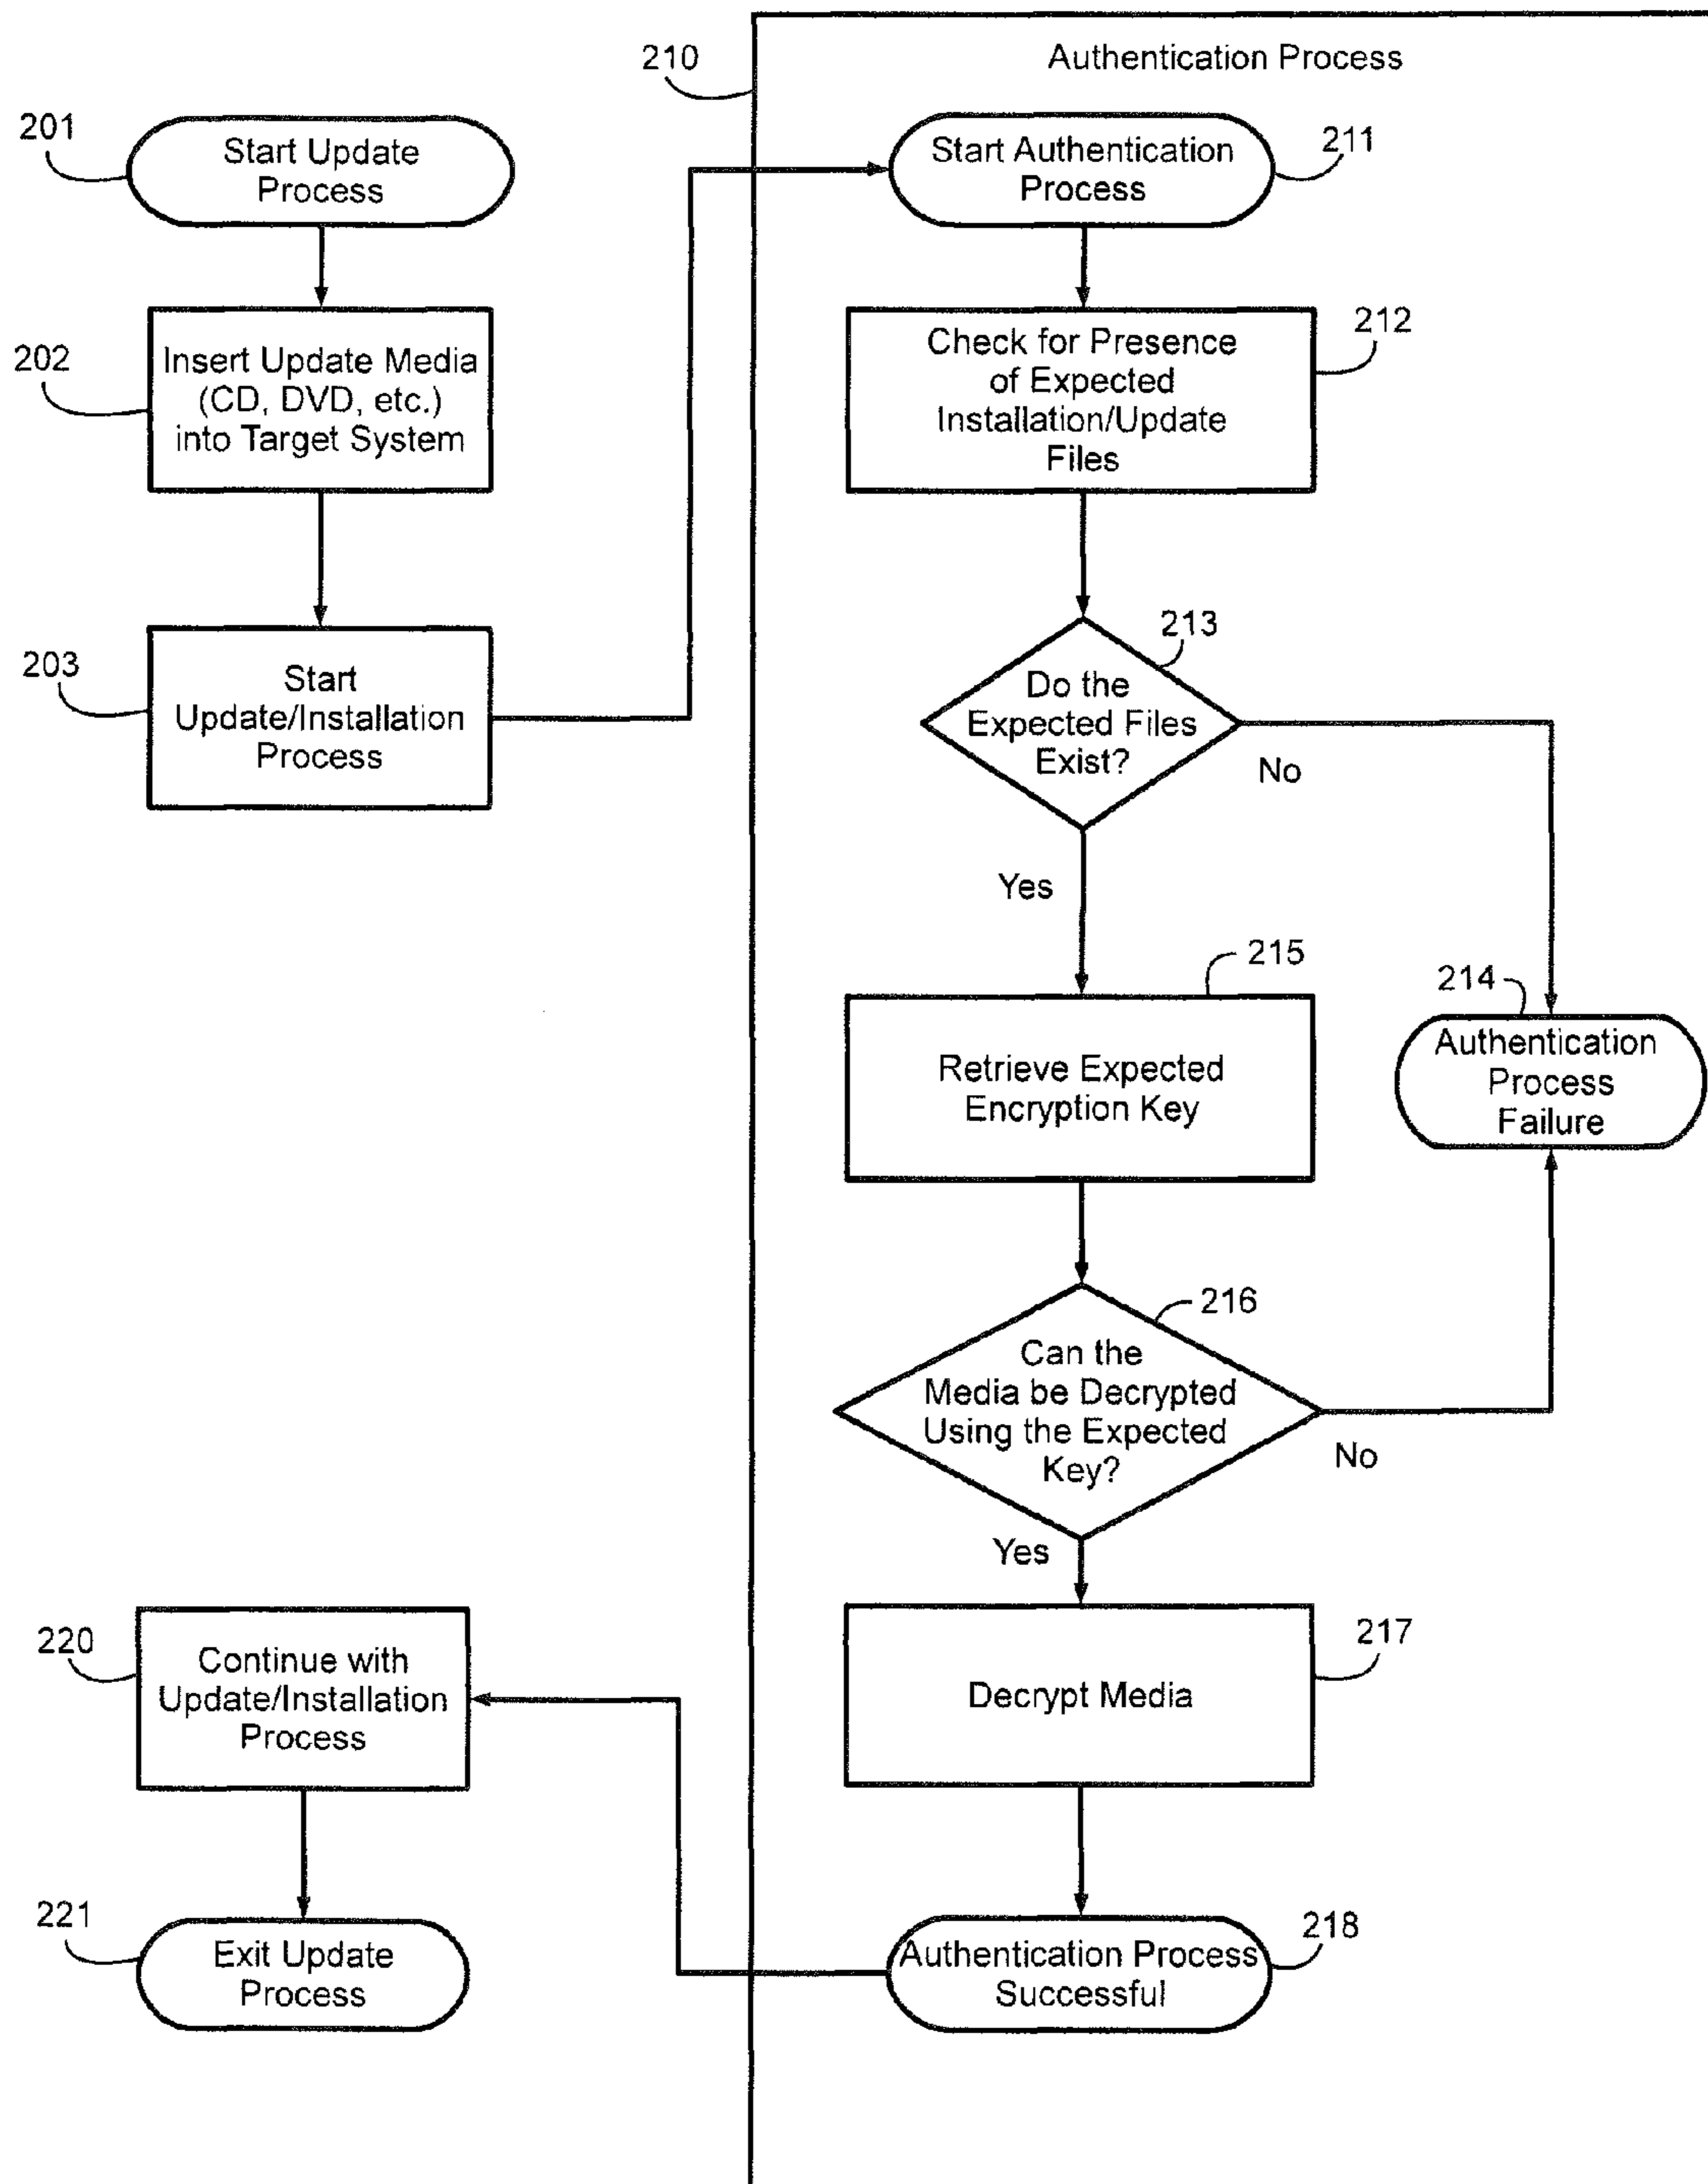 210
Authentication Process
201
Start Update
Process
202
Insert Update Media
(CD, DVD, etc.)
into Target System
203
Start
Update/Installation
Process
211
Start Authentication
Process
212
Check for Presence
of Expected
Installation/Update
Files
213
Do the
Expected Files
Exist?
No
Yes
214
Authentication
Process
Failure
215
Retrieve Expected
Encryption Key
216
Can the
Media be Decrypted
Using the Expected
Key?
No
Yes
217
Decrypt Media
218
Authentication Process
Successful
220
Continue with
Update/Installation
Process
221
Exit Update
Process